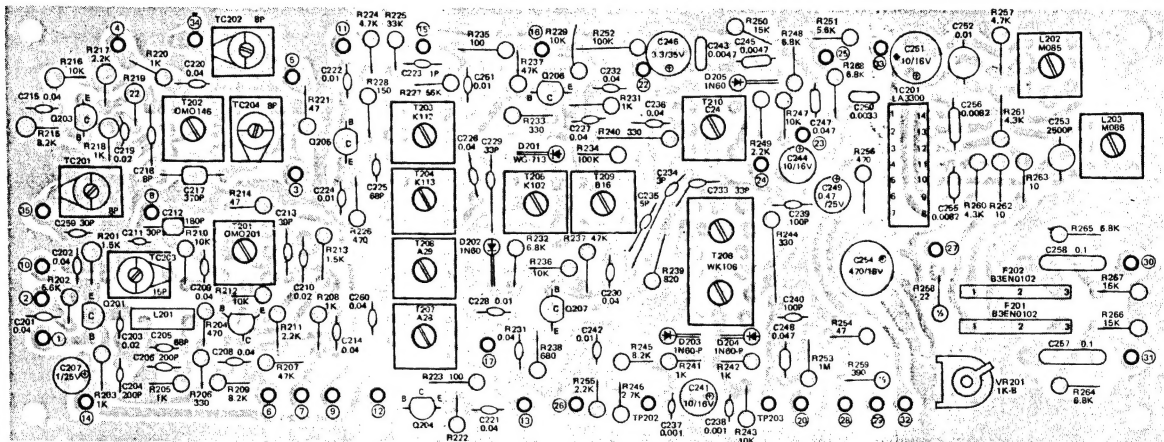 TC202 8P
R224 4.7K
R225 33K
R235 100
R229 10K
R252 100K
C246 3.3/35V
C243 0.0047
C245 0.0047
R250 15K
R248 6.8K
R251 5.6K
C251 10/16V
C252 0.01
R257 4.7K
L202 M085
R216 10K
R217 2.2K
R220 1K
C220 0.04
R219
C222 0.01
R228 150
C223 1P
C261 0.01
R237 47K
Q208
C232 0.04
R231 1K
D205 1N60
R268 6.8K
IC201 LA3300
C215 0.04
Q203
R215 8.2K
T202 OMO146
TC204 8P
R221 47
Q205
R227 56K
T203 K112
R233 330
C227 0.04
C236 0.04
R240 330
T210 C24
R247 10K
C247 0.047
C250 0.0033
C256 0.0082
R261 4.3K
C253 2500P
L203 M086
R218 1K
C219 0.02
C218 8P
TC201 8P
C217 370P
R214 47
C224 0.01
C225 68P
T204 K113
C226 0.04
C229 33P
D201 WG-713
R234 100K
T206 K102
T209 B16
C234 3P
C235 5P
C233 33P
R249 2.2K
C244 10/16V
C249 0.47/25V
R256 470
C255 0.0082
R260 4.3K
R262 10
R263 10
C259 30P
C212 180P
C211 30P
C213 30P
R226 470
C239 100P
R244 330
C202 0.04
R201 1.5K
TC203 15P
R210 10K
T201 OMO201
R213 1.5K
T205 A29
D202 1N60
R232 6.8K
R237 47K
R236 10K
R239 820
T208 WK106
C254 470/16V
R265 6.8K
C258 0.1
R202 5.6K
Q201
C209 0.04
R212 10K
C210 0.02
R208 1K
C260 0.04
C228 0.01
C230 0.04
C240 100P
R258 22
F202 B3EN0102
1 2 3
R267 15K
C201 0.04
L201
C203 0.02
R204 470
R211 2.2K
C214 0.04
T207 A28
Q207
R231 0.04
R238 680
C242 0.01
D203 1N60-P
D204 1N60-P
C248 0.047
R254 47
F201 B3EN0102
1 2 3
R266 15K
C205 68P
C206 200P
C208 0.04
R207 47K
R245 8.2K
R241 1K
R242 1K
R253 1M
R259 390
C257 0.1
C207 1/25V
R203 1K
C204 200P
R205 1K
R206 330
R209 8.2K
R223 100
Q204
R222
C221 0.04
R255 2.2K
R245 2.7K
TP202
C241 10/16V
C237 0.001
C238 0.001
R243 10K
TP203
VR201 1K-B
R264 6.8K